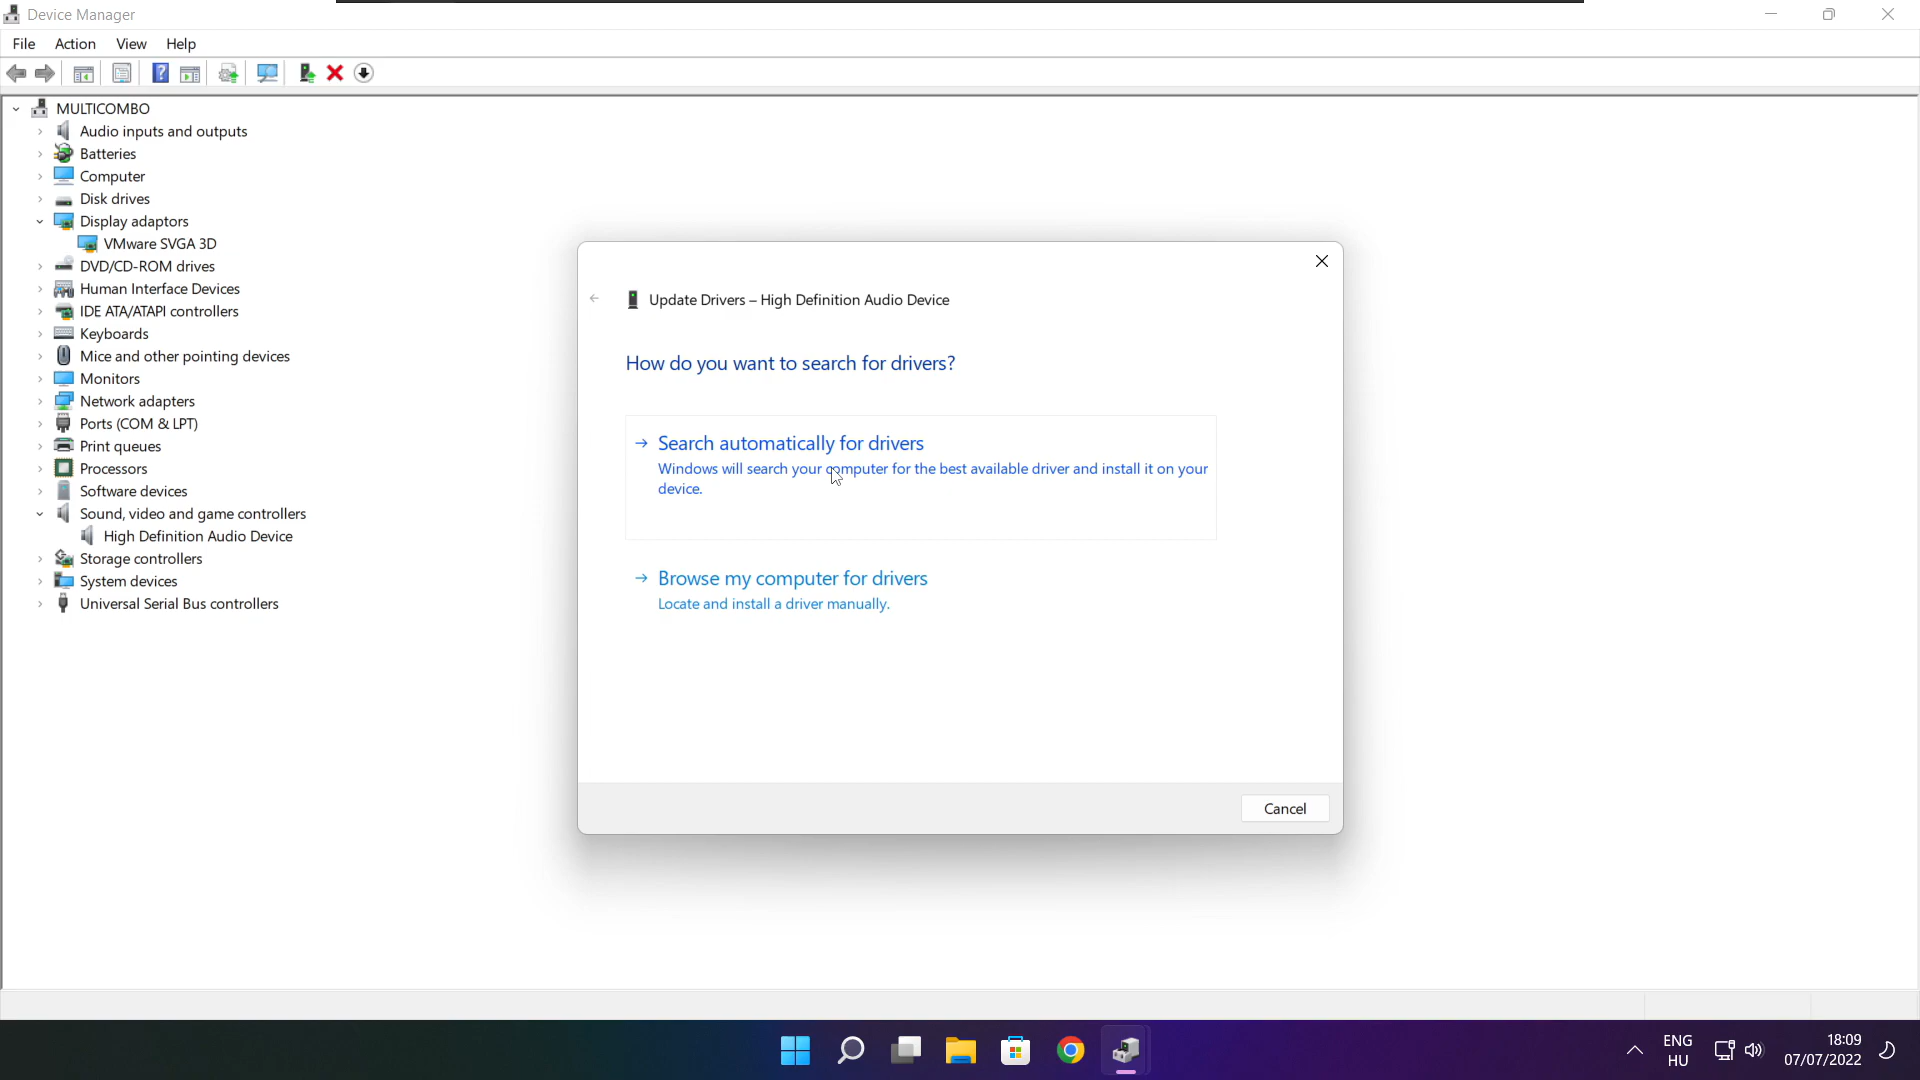 Device Manager
File Action View Help
MULTICOMBO
Audio inputs and outputs
Batteries
Computer
Disk drives
Display adaptors
VMware SVGA 3D
DVD/CD-ROM drives
Human Interface Devices
IDE ATA/ATAPI controllers
Keyboards
Mice and other pointing devices
Monitors
Network adapters
Ports (COM & LPT)
Print queues
Processors
Software devices
Sound, video and game controllers
High Definition Audio Device
Storage controllers
System devices
Universal Serial Bus controllers
Update Drivers – High Definition Audio Device
How do you want to search for drivers?
Search automatically for drivers
Windows will search your computer for the best available driver and install it on your
device.
Browse my computer for drivers
Locate and install a driver manually.
Cancel
ENG
HU
18:09
07/07/2022